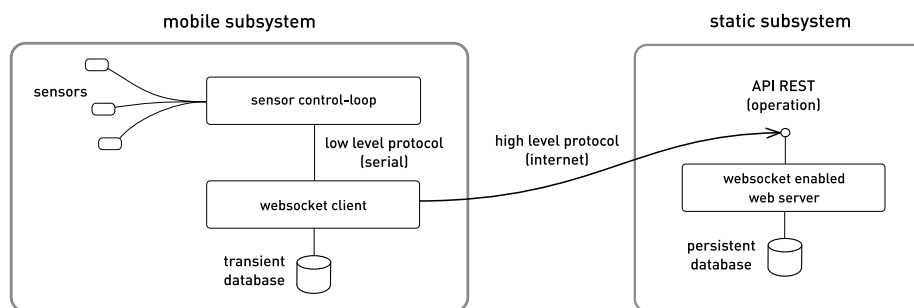 mobile subsystem
static subsystem
sensors
sensor control-loop
low level protocol
(serial)
websocket client
transient
database
high level protocol
(internet)
API REST
(operation)
websocket enabled
web server
persistent
database